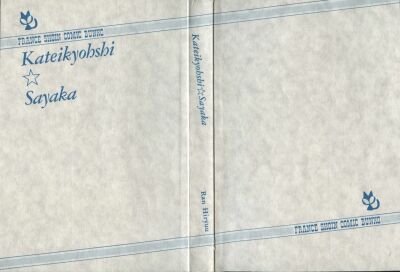 FRANCE SHOIN COMIC BUNKO
Kateikyohshi
☆
Sayaka
Kateikyohshi☆Sayaka
Ran Hiryuu
FRANCE SHOIN COMIC BUNKO